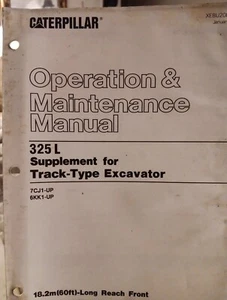 CATERPILLAR
Operation &
Maintenance
Manual
325 L
Supplement for
Track-Type Excavator
7CJ1-UP
6KK1-UP
18.2m(60ft)-Long Reach Front